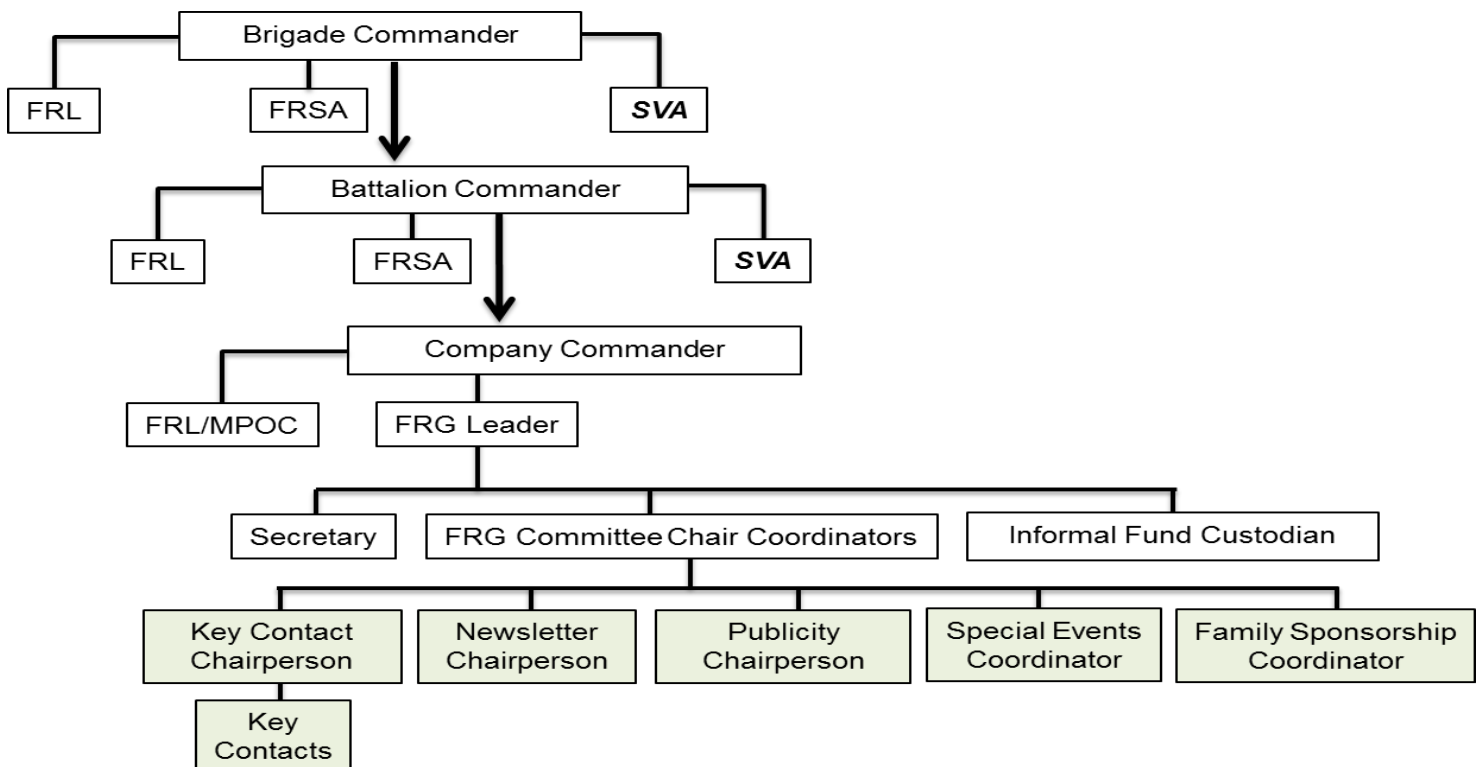 Brigade Commander
FRL
FRSA
SVA
Battalion Commander
FRL
FRSA
SVA
Company Commander
FRL/MPOC
FRG Leader
Secretary
FRG Committee Chair Coordinators
Informal Fund Custodian
Key Contact
Chairperson
Newsletter
Chairperson
Publicity
Chairperson
Special Events
Coordinator
Family Sponsorship
Coordinator
Key
Contacts